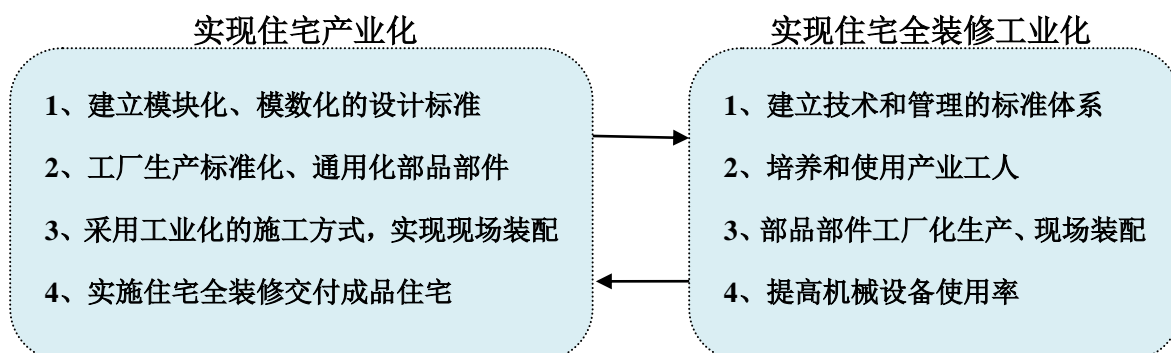 实现住宅产业化
1、建立模块化、模数化的设计标准
2、工厂生产标准化、通用化部品部件
3、采用工业化的施工方式，实现现场装配
4、实施住宅全装修交付成品住宅
实现住宅全装修工业化
1、建立技术和管理的标准体系
2、培养和使用产业工人
3、部品部件工厂化生产、现场装配
4、提高机械设备使用率